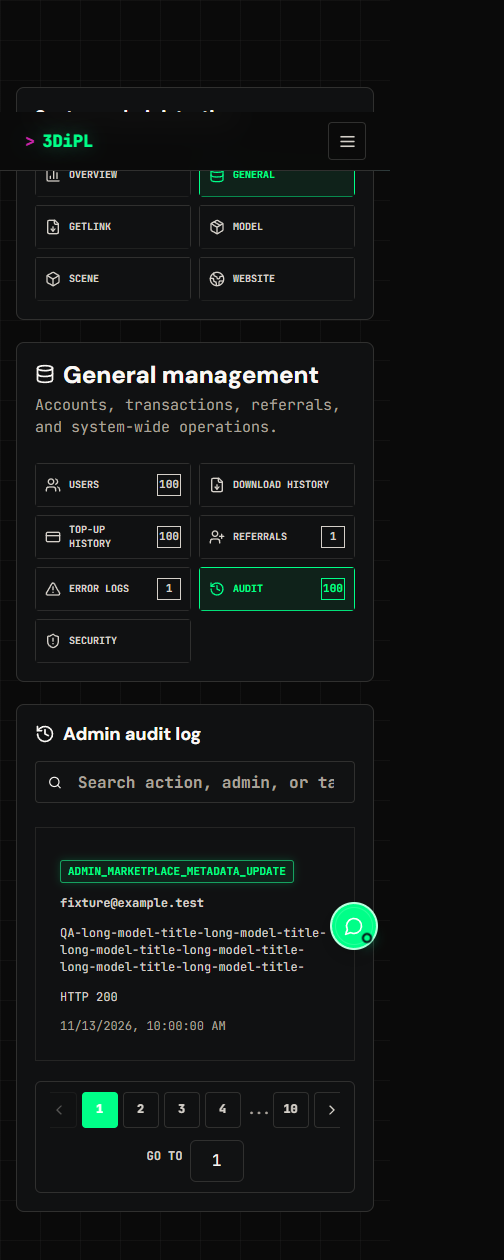 > 3DiPL
OVERVIEW
GENERAL
GETLINK
MODEL
SCENE
WEBSITE
General management
Accounts, transactions, referrals,
and system-wide operations.
USERS 100
DOWNLOAD HISTORY
TOP-UP
HISTORY 100
REFERRALS 1
ERROR LOGS 1
AUDIT 100
SECURITY
Admin audit log
Search action, admin, or ta
ADMIN_MARKETPLACE_METADATA_UPDATE
fixture@example.test
QA-long-model-title-long-model-title-
long-model-title-long-model-title-
long-model-title-long-model-title-
HTTP 200
11/13/2026, 10:00:00 AM
1 2 3 4 ... 10
GO TO 1